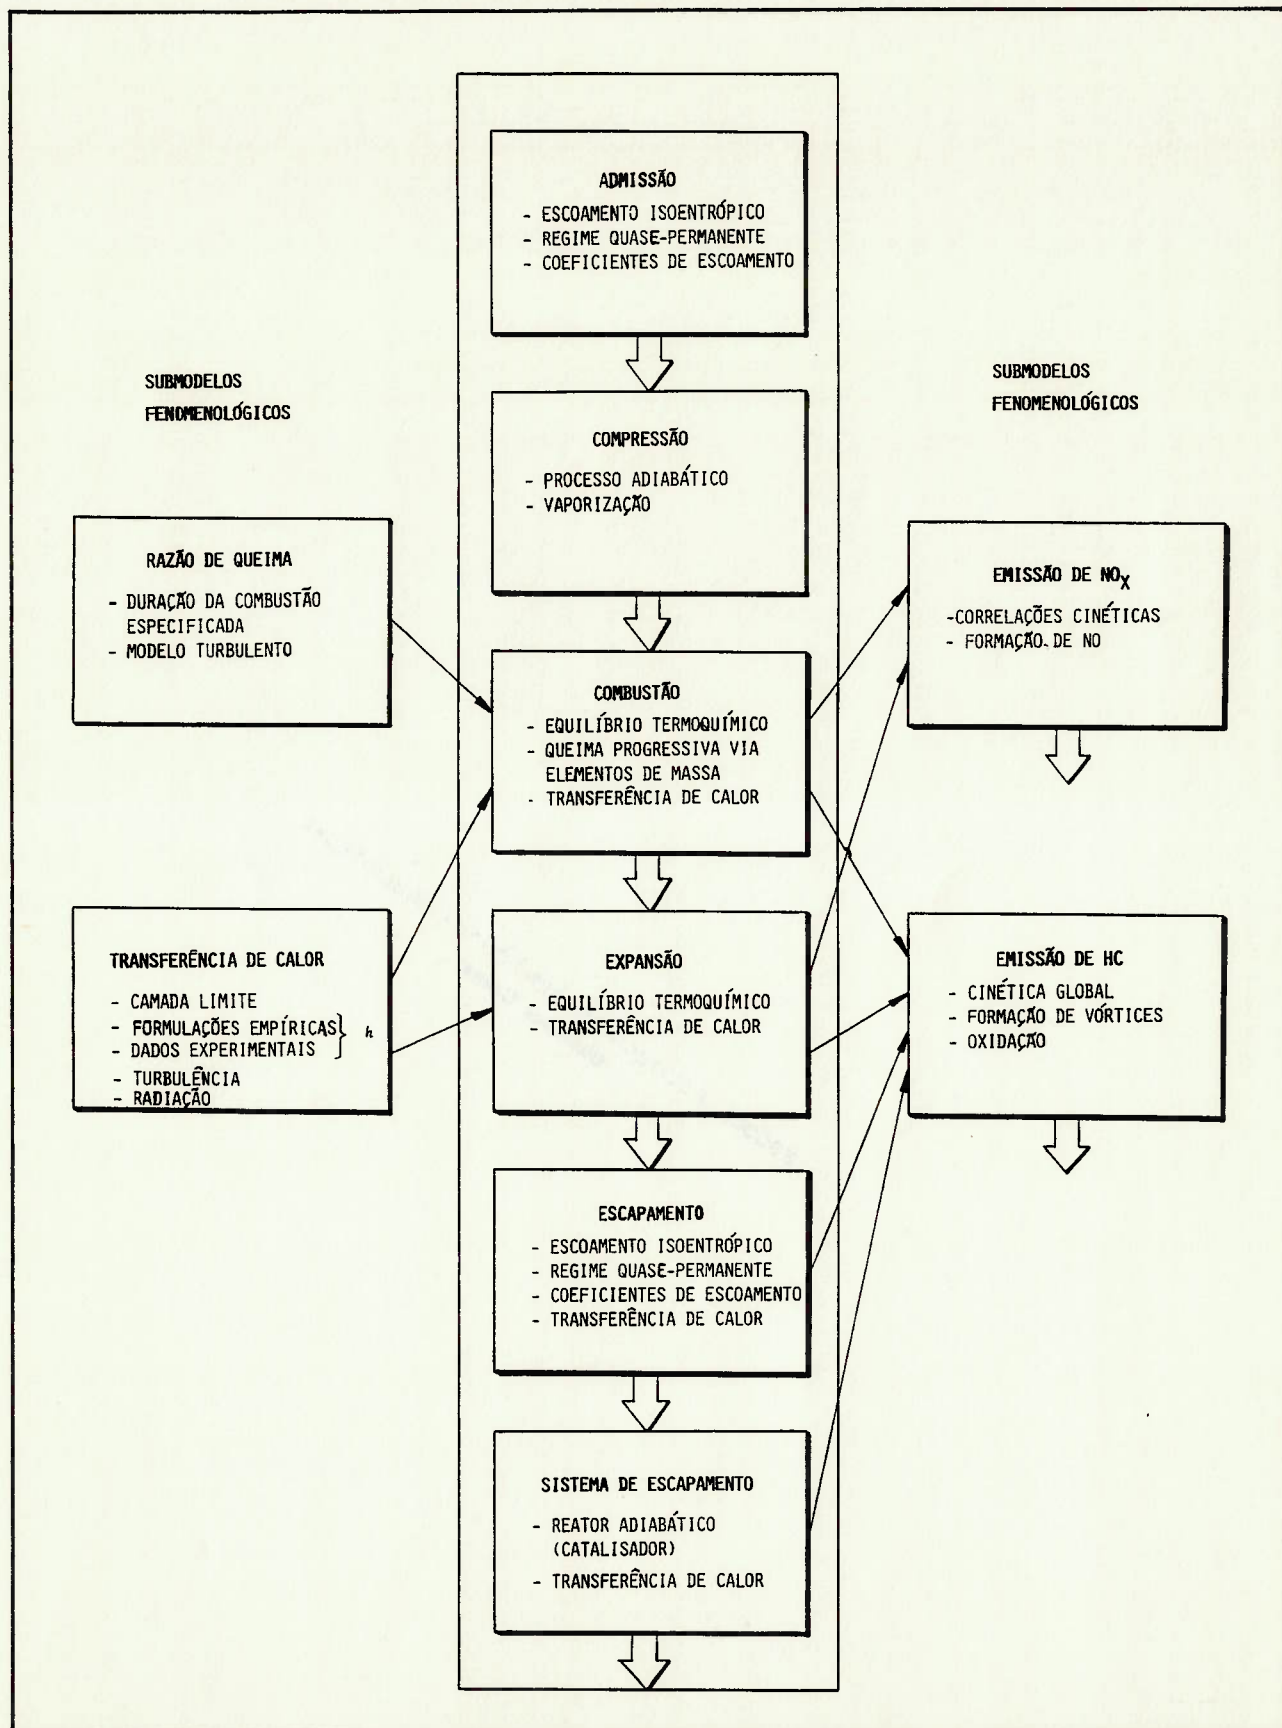 ADMISSÃO
- ESCOAMENTO ISOENTRÓPICO
- REGIME QUASE-PERMANENTE
- COEFICIENTES DE ESCOAMENTO
SUBMODELOS
FENOMENOLÓGICOS
SUBMODELOS
FENOMENOLÓGICOS
COMPRESSÃO
- PROCESSO ADIABÁTICO
- VAPORIZAÇÃO
RAZÃO DE QUEIMA
- DURAÇÃO DA COMBUSTÃO
ESPECIFICADA
- MODELO TURBULENTO
EMISSÃO DE NOX
-CORRELAÇÕES CINÉTICAS
- FORMAÇÃO DE NO
COMBUSTÃO
- EQUILÍBRIO TERMOQUÍMICO
- QUEIMA PROGRESSIVA VIA
ELEMENTOS DE MASSA
- TRANSFERÊNCIA DE CALOR
TRANSFERÊNCIA DE CALOR
- CAMADA LIMITE
- FORMULAÇÕES EMPÍRICAS
- DADOS EXPERIMENTAIS } h
- TURBULÊNCIA
- RADIAÇÃO
EXPANSÃO
- EQUILÍBRIO TERMOQUÍMICO
- TRANSFERÊNCIA DE CALOR
EMISSÃO DE HC
- CINÉTICA GLOBAL
- FORMAÇÃO DE VÓRTICES
- OXIDAÇÃO
ESCAPAMENTO
- ESCOAMENTO ISOENTRÓPICO
- REGIME QUASE-PERMANENTE
- COEFICIENTES DE ESCOAMENTO
- TRANSFERÊNCIA DE CALOR
SISTEMA DE ESCAPAMENTO
- REATOR ADIABÁTICO
(CATALISADOR)
- TRANSFERÊNCIA DE CALOR